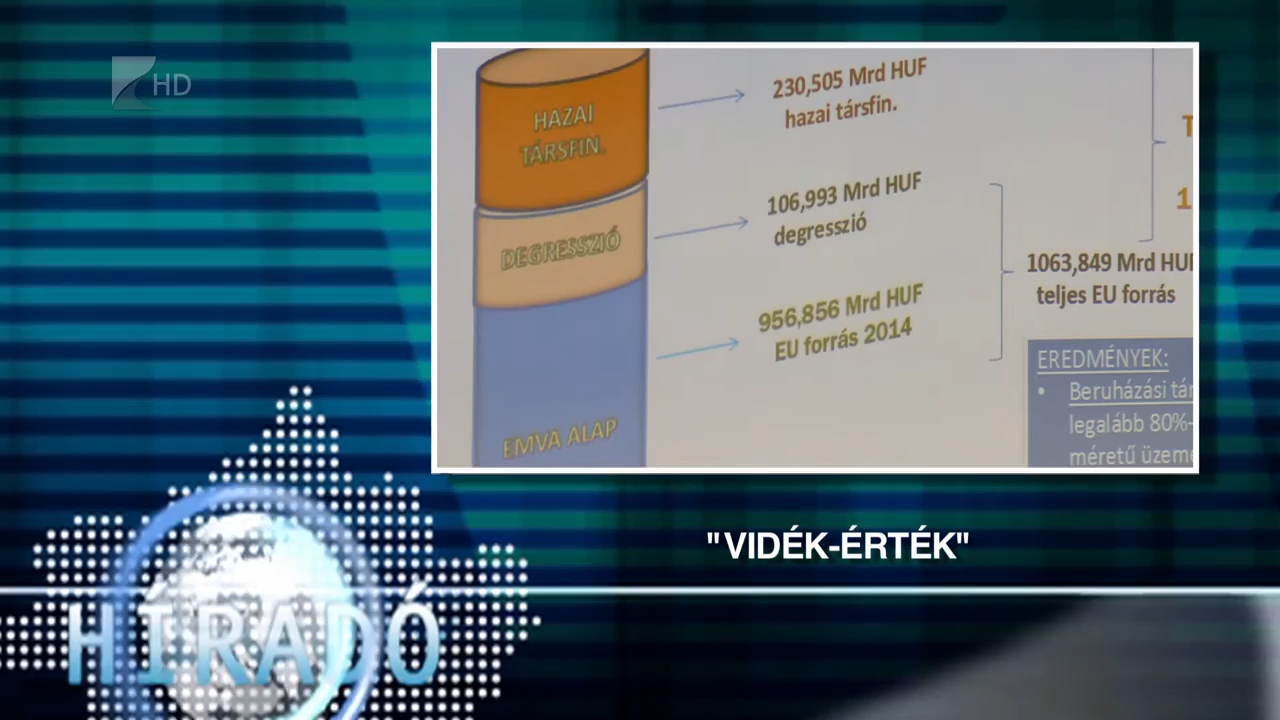 HD
HAZAI
TÁRSFIN.
230,505 Mrd HUF
hazai társfin.
DEGRESSZIÓ
106,993 Mrd HUF
degresszió
1063,849 Mrd HUF
teljes EU forrás
956,856 Mrd HUF
EU forrás 2014
EMVA ALAP
EREDMÉNYEK:
• Beruházási
legalább 80%-
méretű
"VIDÉK-ÉRTÉK"
HÍRADÓ